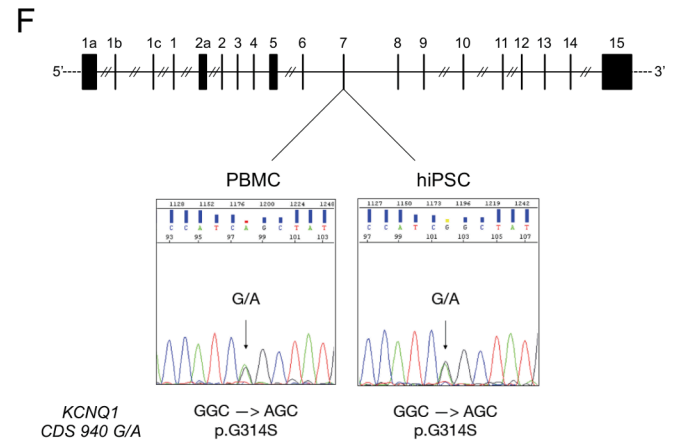 F
1a 1b 1c 1 2a 2 3 4 5 6 7 8 9 10 11 12 13 14 15
5' 3'
PBMC hiPSC
1128 1152 1176 1200 1224 1248
C C A T C A G C T A T
93 95 97 99 101 103
G/A
1127 1150 1173 1196 1219 1242
C C A T C G G C T A T
97 99 101 103 105 107
G/A
KCNQ1
CDS 940 G/A
GGC —> AGC
p.G314S
GGC —> AGC
p.G314S